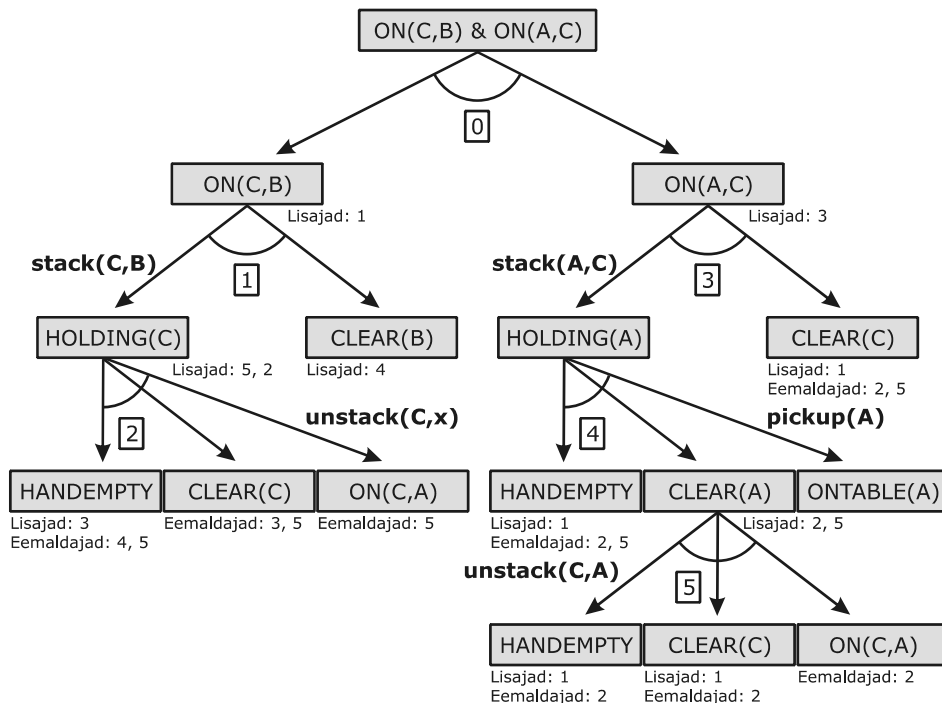 ON(C,B) & ON(A,C)
0
ON(C,B)
Lisajad: 1
ON(A,C)
Lisajad: 3
stack(C,B)
1
stack(A,C)
3
HOLDING(C)
Lisajad: 5, 2
CLEAR(B)
Lisajad: 4
HOLDING(A)
CLEAR(C)
Lisajad: 1
Eemaldajad: 2, 5
2
unstack(C,x)
4
pickup(A)
HANDEMPTY
Lisajad: 3
Eemaldajad: 4, 5
CLEAR(C)
Eemaldajad: 3, 5
ON(C,A)
Eemaldajad: 5
HANDEMPTY
Lisajad: 1
Eemaldajad: 2, 5
CLEAR(A)
Lisajad: 2, 5
ONTABLE(A)
unstack(C,A)
5
HANDEMPTY
Lisajad: 1
Eemaldajad: 2
CLEAR(C)
Lisajad: 1
Eemaldajad: 2
ON(C,A)
Eemaldajad: 2